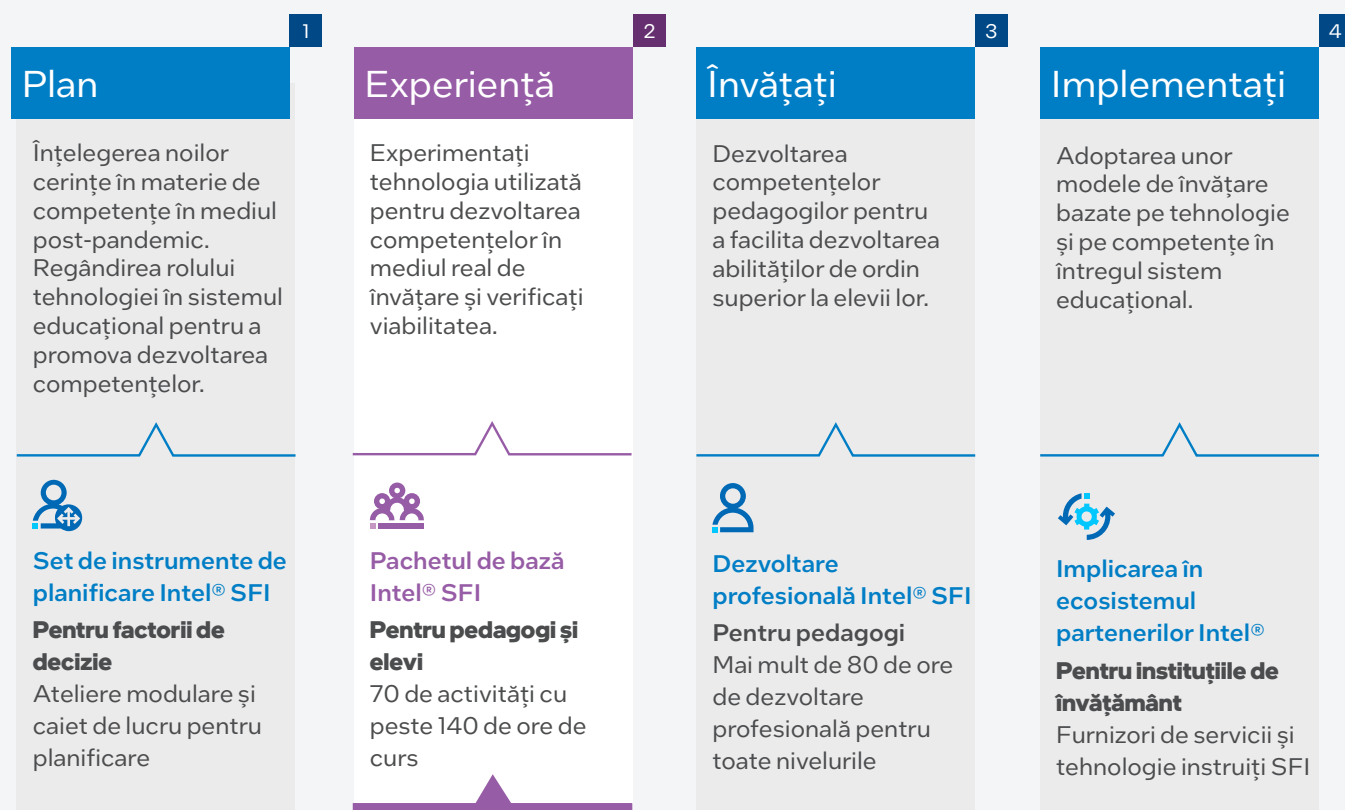 1
Plan
Înțelegerea noilor
cerințe în materie de
competențe în mediul
post-pandemic.
Regândirea rolului
tehnologiei în sistemul
educațional pentru a
promova dezvoltarea
competențelor.
Set de instrumente de
planificare Intel® SFI
Pentru factorii de
decizie
Ateliere modulare și
caiet de lucru pentru
planificare
2
Experiență
Experimentați
tehnologia utilizată
pentru dezvoltarea
competențelor în
mediul real de
învățare și verificați
viabilitatea.
Pachetul de bază
Intel® SFI
Pentru pedagogi și
elevi
70 de activități cu
peste 140 de ore de
curs
3
Învățați
Dezvoltarea
competențelor
pedagogilor pentru
a facilita dezvoltarea
abilităților de ordin
superior la elevii lor.
Dezvoltare
profesională Intel® SFI
Pentru pedagogi
Mai mult de 80 de ore
de dezvoltare
profesională pentru
toate nivelurile
4
Implementați
Adoptarea unor
modele de învățare
bazate pe tehnologie
și pe competențe în
întregul sistem
educațional.
Implicarea în
ecosistemul
partenerilor Intel®
Pentru instituțiile de
învățământ
Furnizori de servicii și
tehnologie instruiți SFI